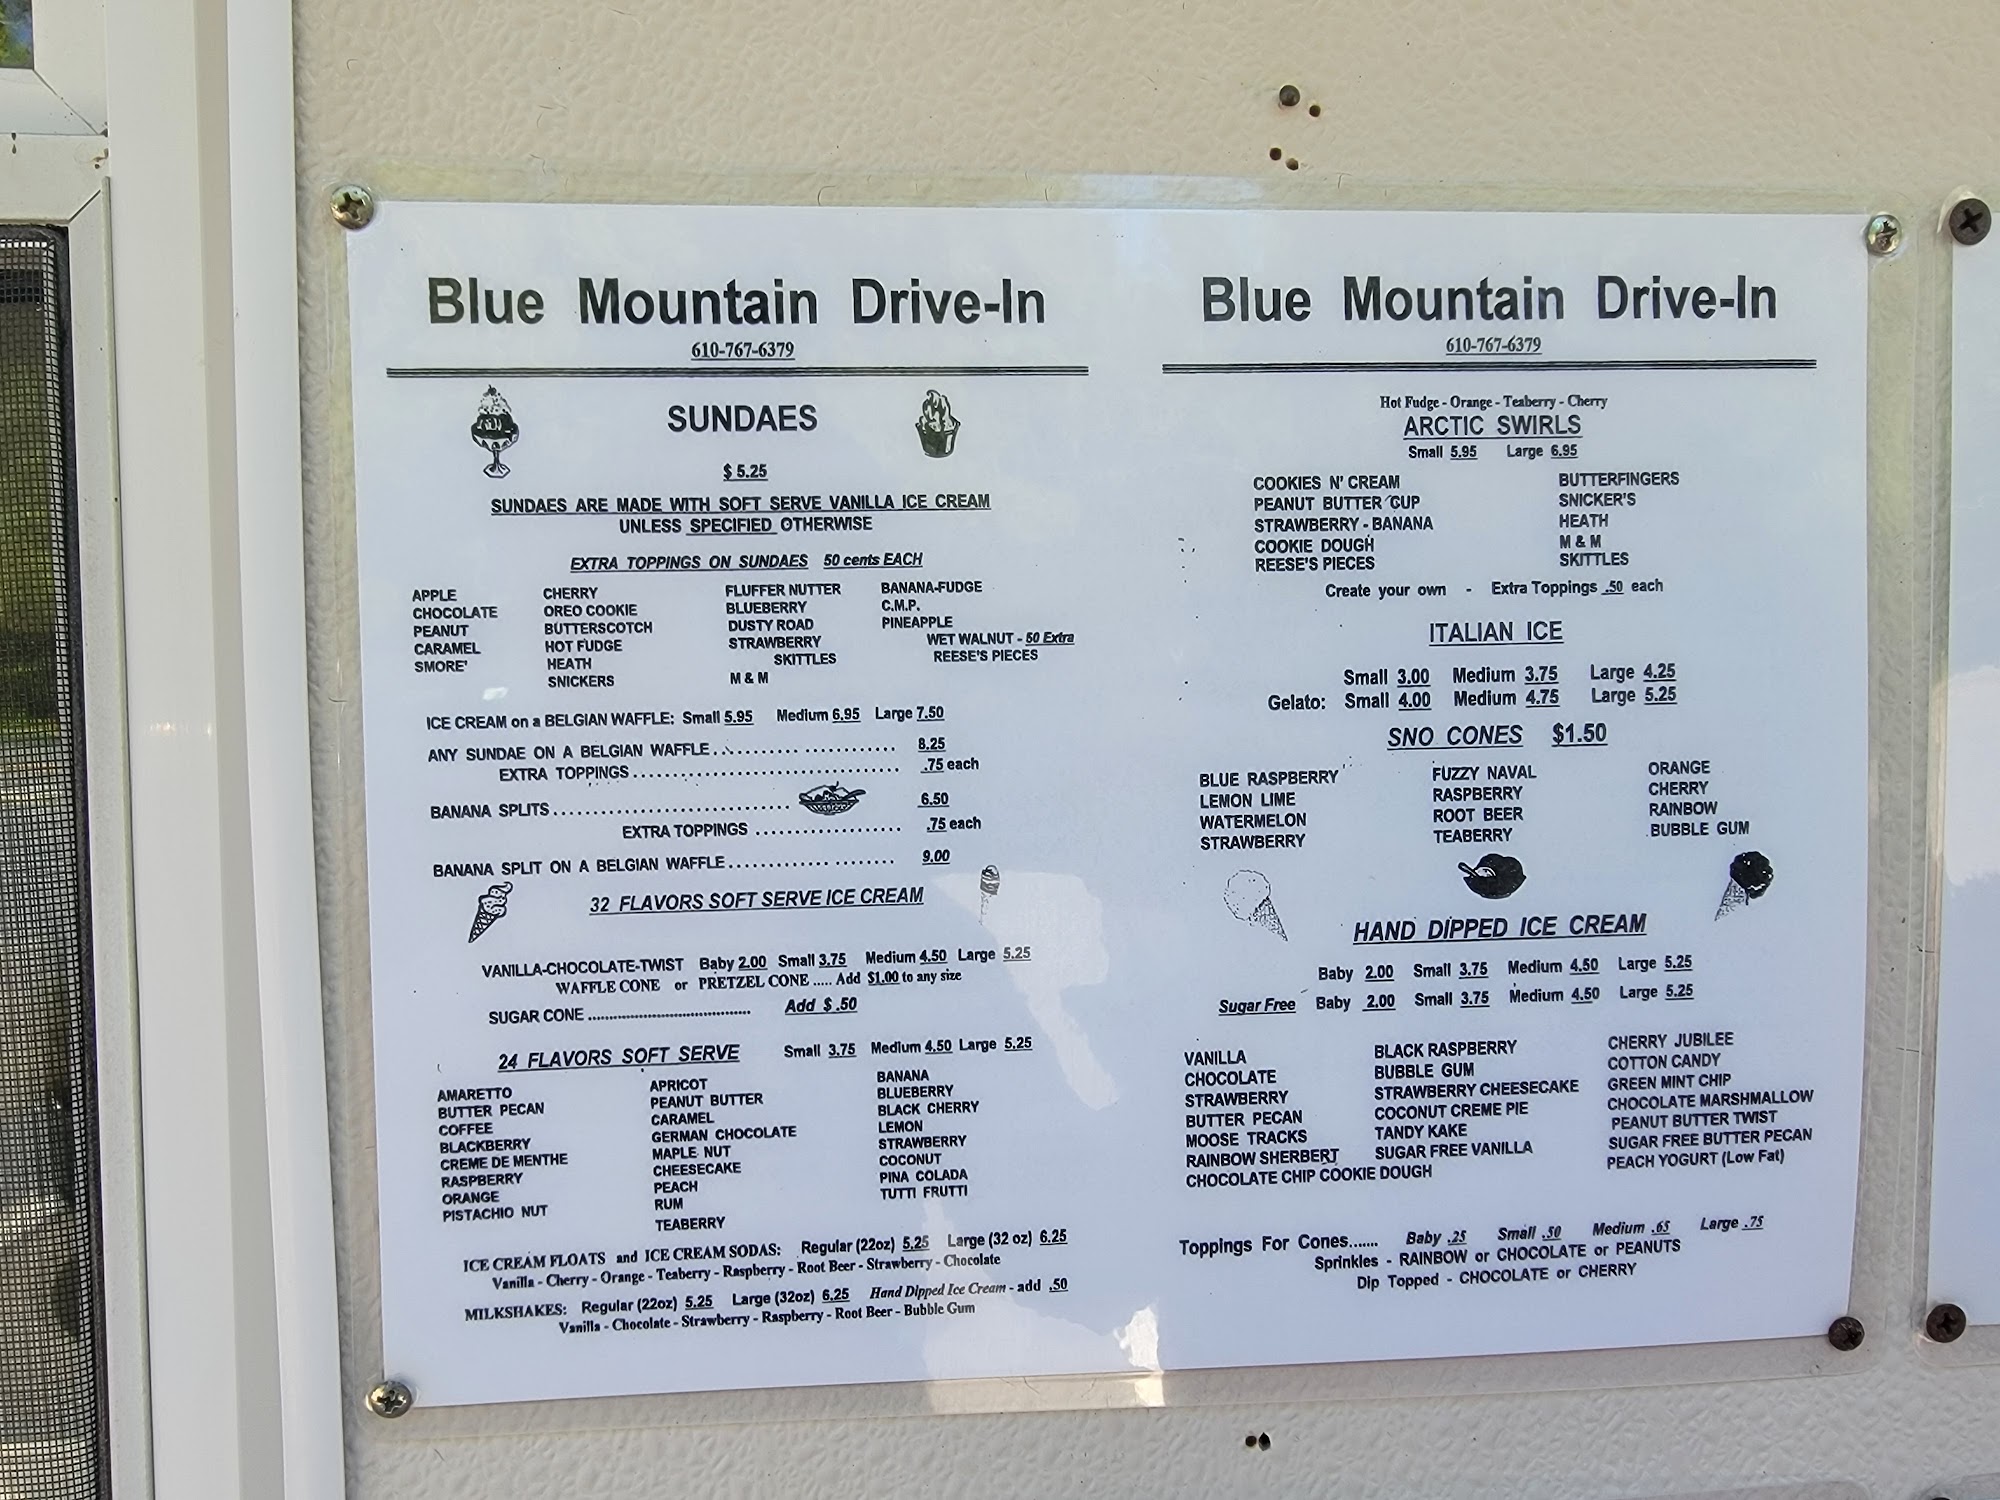 Blue Mountain Drive-In
610-767-6379
SUNDAES
$ 5.25
SUNDAES ARE MADE WITH SOFT SERVE VANILLA ICE CREAM
UNLESS SPECIFIED OTHERWISE
EXTRA TOPPINGS ON SUNDAES 50 cents EACH
APPLE
CHOCOLATE
PEANUT
CARAMEL
SMORE'
CHERRY
OREO COOKIE
BUTTERSCOTCH
HOT FUDGE
HEATH
SNICKERS
FLUFFER NUTTER
BLUEBERRY
DUSTY ROAD
STRAWBERRY
SKITTLES
M & M
BANANA-FUDGE
C.M.P.
PINEAPPLE
WET WALNUT - 50 Extra
REESE'S PIECES
ICE CREAM on a BELGIAN WAFFLE: Small 5.95 Medium 6.95 Large 7.50
ANY SUNDAE ON A BELGIAN WAFFLE.............................. 8.25
EXTRA TOPPINGS.................................... .75 each
BANANA SPLITS............................... 6.50
EXTRA TOPPINGS ................... .75 each
BANANA SPLIT ON A BELGIAN WAFFLE.................... 9.00
32 FLAVORS SOFT SERVE ICE CREAM
VANILLA-CHOCOLATE-TWIST Baby 2.00 Small 3.75 Medium 4.50 Large 5.25
WAFFLE CONE or PRETZEL CONE ..... Add $1.00 to any size
SUGAR CONE ........................................ Add $ .50
24 FLAVORS SOFT SERVE Small 3.75 Medium 4.50 Large 5.25
AMARETTO
BUTTER PECAN
COFFEE
BLACKBERRY
CREME DE MENTHE
RASPBERRY
ORANGE
PISTACHIO NUT
APRICOT
PEANUT BUTTER
CARAMEL
GERMAN CHOCOLATE
MAPLE NUT
CHEESECAKE
PEACH
RUM
TEABERRY
BANANA
BLUEBERRY
BLACK CHERRY
LEMON
STRAWBERRY
COCONUT
PINA COLADA
TUTTI FRUTTI
ICE CREAM FLOATS and ICE CREAM SODAS: Regular (22oz) 5.25 Large (32 oz) 6.25
Vanilla - Cherry - Orange - Teaberry - Raspberry - Root Beer - Strawberry - Chocolate
MILKSHAKES: Regular (22oz) 5.25 Large (32oz) 6.25 Hand Dipped Ice Cream - add .50
Vanilla - Chocolate - Strawberry - Raspberry - Root Beer - Bubble Gum
Blue Mountain Drive-In
610-767-6379
Hot Fudge - Orange - Teaberry - Cherry
ARCTIC SWIRLS
Small 5.95 Large 6.95
COOKIES N' CREAM
PEANUT BUTTER CUP
STRAWBERRY - BANANA
COOKIE DOUGH
REESE'S PIECES
BUTTERFINGERS
SNICKER'S
HEATH
M & M
SKITTLES
Create your own - Extra Toppings .50 each
ITALIAN ICE
Small 3.00 Medium 3.75 Large 4.25
Gelato: Small 4.00 Medium 4.75 Large 5.25
SNO CONES $1.50
BLUE RASPBERRY
LEMON LIME
WATERMELON
STRAWBERRY
FUZZY NAVAL
RASPBERRY
ROOT BEER
TEABERRY
ORANGE
CHERRY
RAINBOW
BUBBLE GUM
HAND DIPPED ICE CREAM
Baby 2.00 Small 3.75 Medium 4.50 Large 5.25
Sugar Free Baby 2.00 Small 3.75 Medium 4.50 Large 5.25
VANILLA
CHOCOLATE
STRAWBERRY
BUTTER PECAN
MOOSE TRACKS
RAINBOW SHERBERT
CHOCOLATE CHIP COOKIE DOUGH
BLACK RASPBERRY
BUBBLE GUM
STRAWBERRY CHEESECAKE
COCONUT CREME PIE
TANDY KAKE
SUGAR FREE VANILLA
CHERRY JUBILEE
COTTON CANDY
GREEN MINT CHIP
CHOCOLATE MARSHMALLOW
PEANUT BUTTER TWIST
SUGAR FREE BUTTER PECAN
PEACH YOGURT (Low Fat)
Toppings For Cones....... Baby .25 Small .50 Medium .65 Large .75
Sprinkles - RAINBOW or CHOCOLATE or PEANUTS
Dip Topped - CHOCOLATE or CHERRY